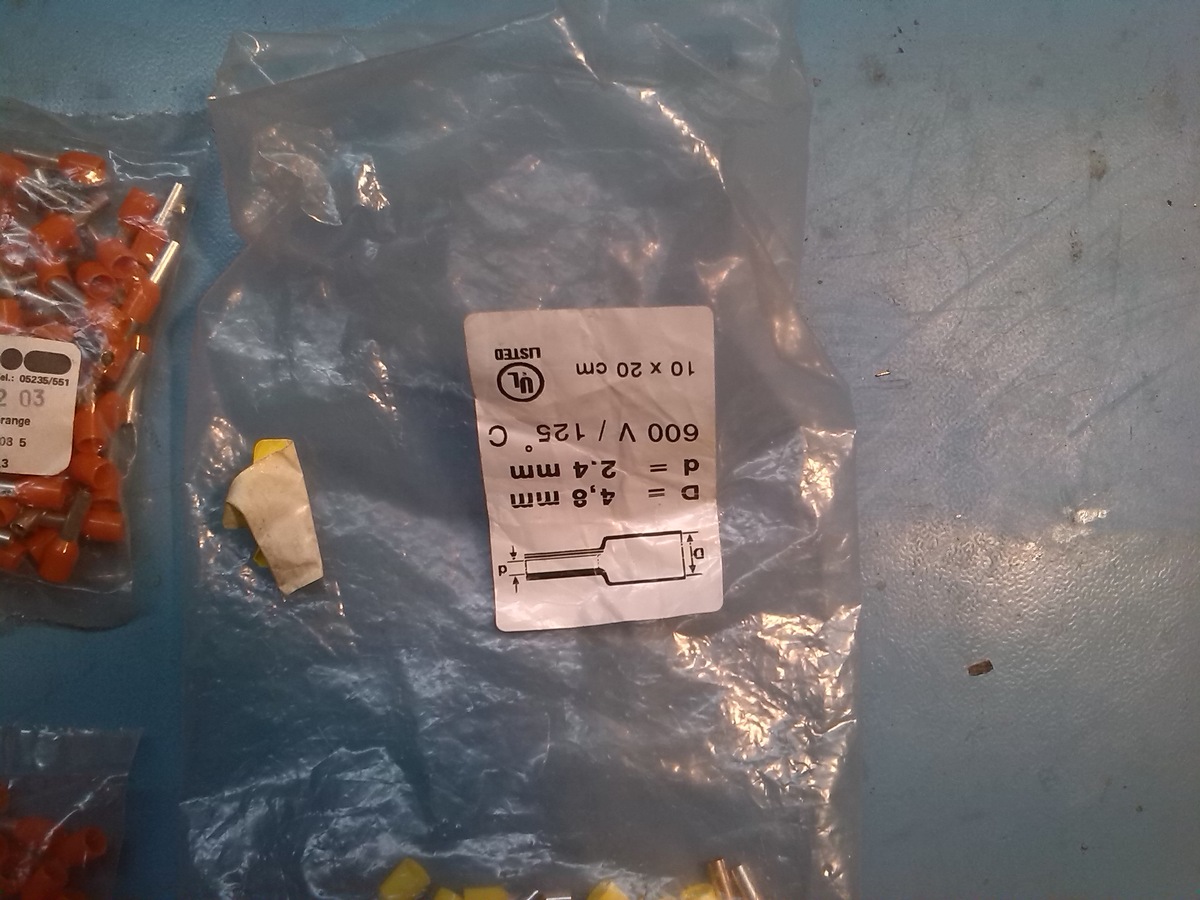 D
d
D = 4,8 mm
d = 2.4 mm
600 V / 125° C
10 x 20 cm
UL
LISTED
el.: 05235/551
2 03
range
08 5
.3